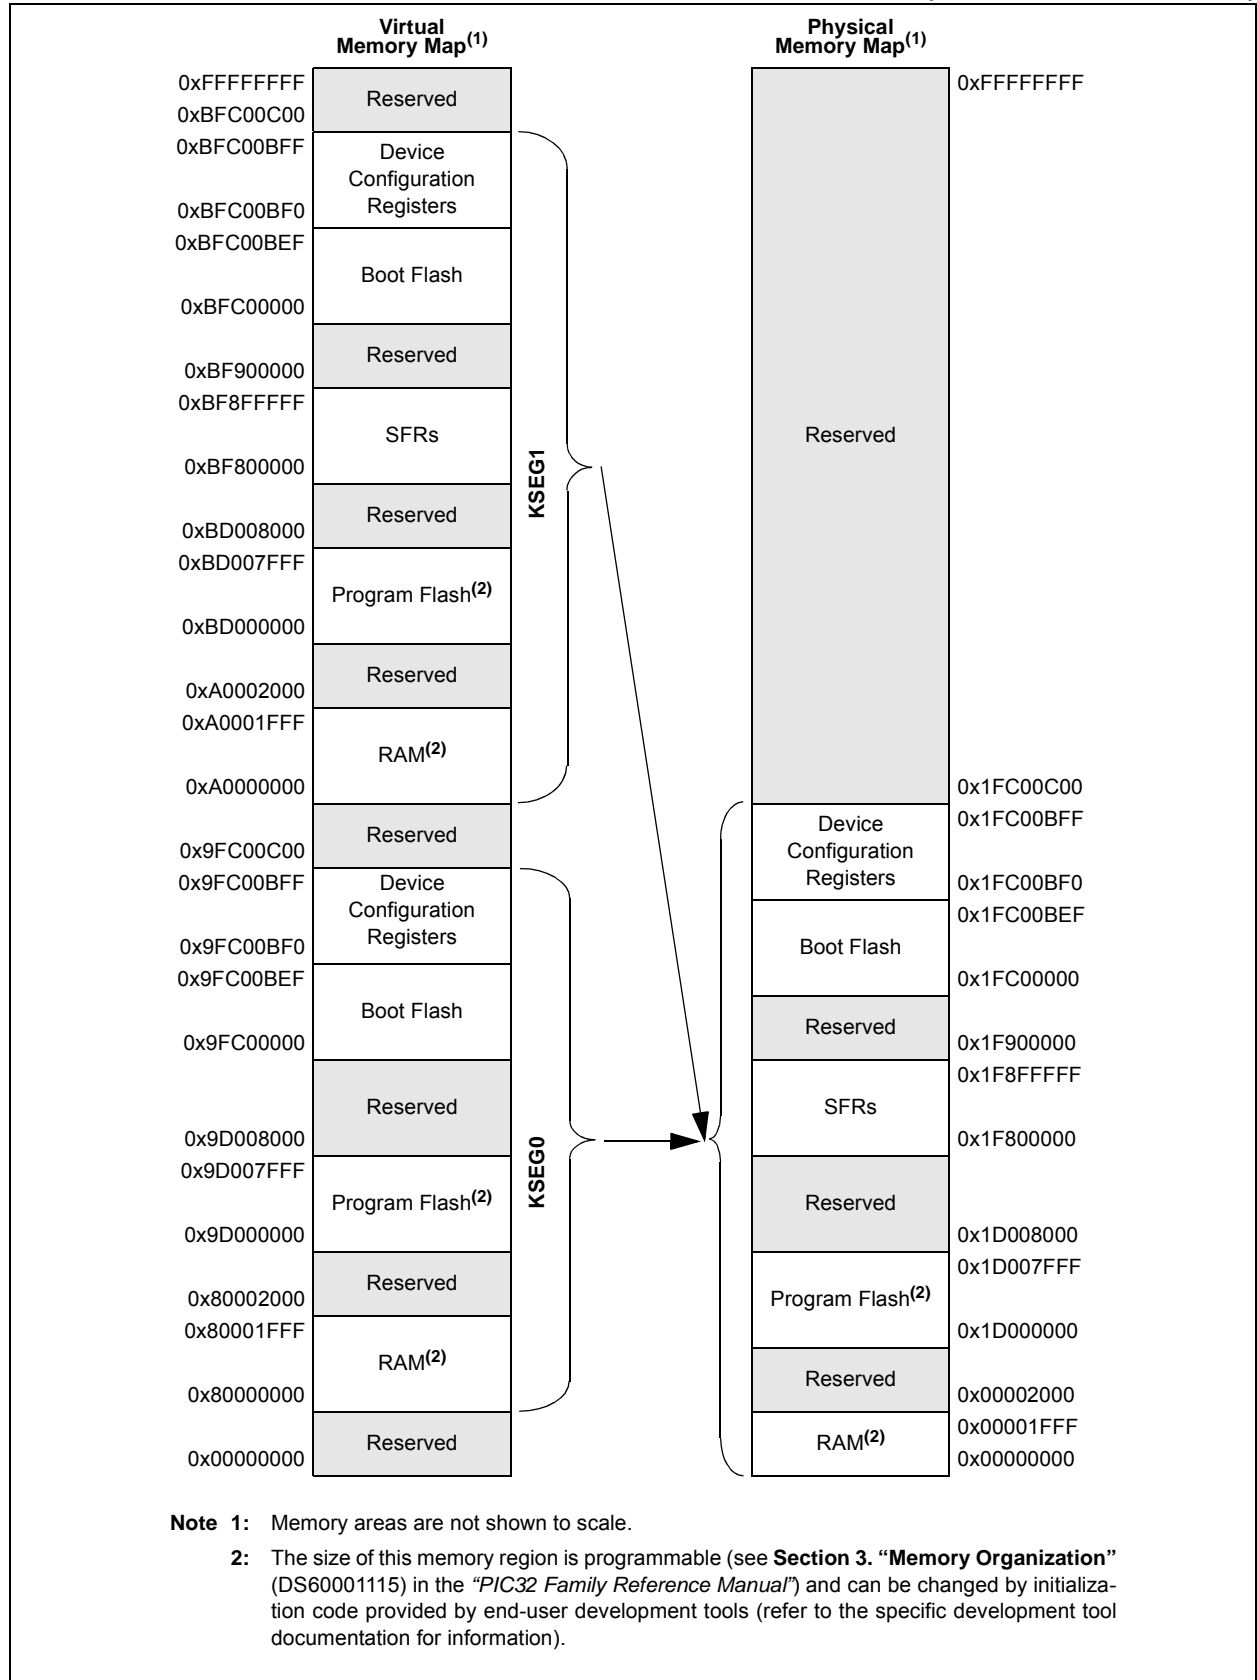 Virtual
Memory Map(1)
Physical
Memory Map(1)
0xFFFFFFFF
Reserved
0xBFC00C00
0xBFC00BFF
Device
Configuration
Registers
0xBFC00BF0
0xBFC00BEF
Boot Flash
0xBFC00000
Reserved
0xBF900000
0xBF8FFFFF
SFRs
0xBF800000
Reserved
0xBD008000
0xBD007FFF
Program Flash(2)
0xBD000000
Reserved
0xA0002000
0xA0001FFF
RAM(2)
0xA0000000
KSEG1
Reserved
0x9FC00C00
0x9FC00BFF
Device
Configuration
Registers
0x9FC00BF0
0x9FC00BEF
Boot Flash
0x9FC00000
Reserved
0x9D008000
0x9D007FFF
Program Flash(2)
0x9D000000
Reserved
0x80002000
0x80001FFF
RAM(2)
0x80000000
KSEG0
Reserved
0x00000000
0xFFFFFFFF
Reserved
0x1FC00C00
0x1FC00BFF
Device
Configuration
Registers
0x1FC00BF0
0x1FC00BEF
Boot Flash
0x1FC00000
Reserved
0x1F900000
0x1F8FFFFF
SFRs
0x1F800000
Reserved
0x1D008000
0x1D007FFF
Program Flash(2)
0x1D000000
Reserved
0x00002000
0x00001FFF
RAM(2)
0x00000000
Note 1: Memory areas are not shown to scale.
2: The size of this memory region is programmable (see Section 3. “Memory Organization”
(DS60001115) in the “PIC32 Family Reference Manual”) and can be changed by initializa-
tion code provided by end-user development tools (refer to the specific development tool
documentation for information).